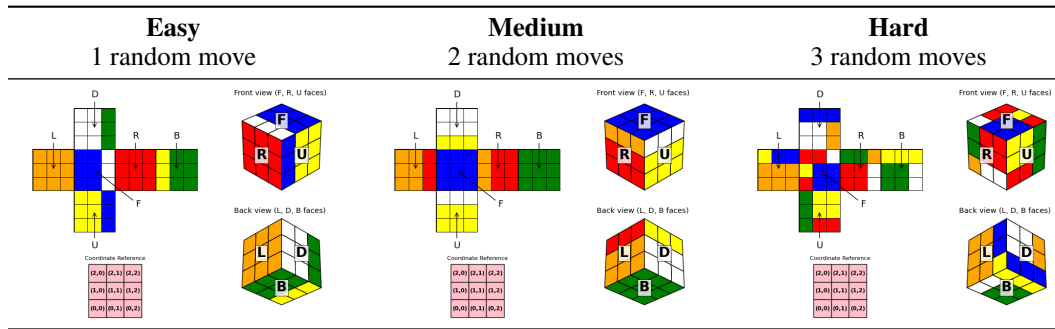 Easy Medium Hard
1 random move 2 random moves 3 random moves
Front view (F, R, U faces) Front view (F, R, U faces) Front view (F, R, U faces)
D D D
F F F
L R B L R B L R B
R U R U R U
F F F
Back view (L, D, B faces) Back view (L, D, B faces) Back view (L, D, B faces)
U U U
L D L D L D
Coordinate Reference Coordinate Reference Coordinate Reference
(2,0) (2,1) (2,2) (2,0) (2,1) (2,2) (2,0) (2,1) (2,2)
B B B
(1,0) (1,1) (1,2) (1,0) (1,1) (1,2) (1,0) (1,1) (1,2)
(0,0) (0,1) (0,2) (0,0) (0,1) (0,2) (0,0) (0,1) (0,2)